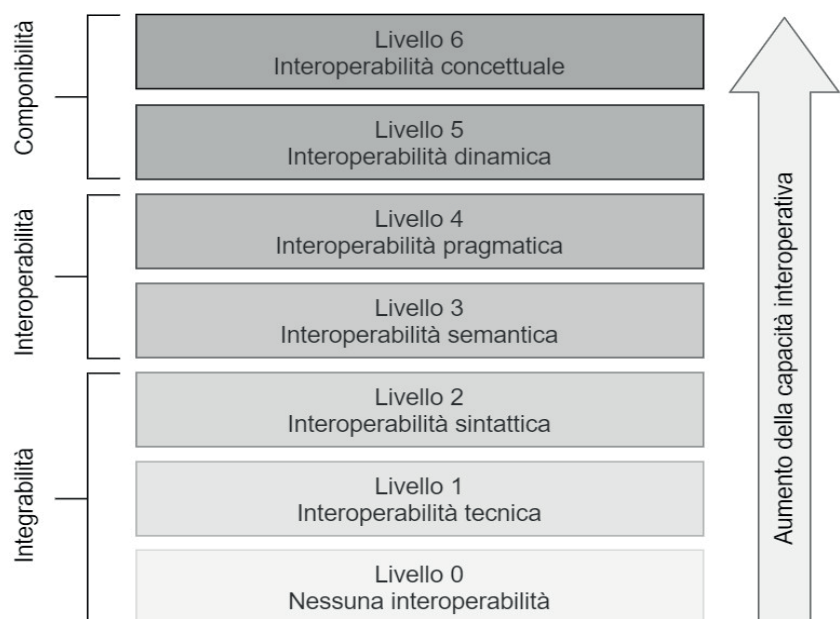 Componibilità
Livello 6
Interoperabilità concettuale
Livello 5
Interoperabilità dinamica
Interoperabilità
Livello 4
Interoperabilità pragmatica
Livello 3
Interoperabilità semantica
Integrabilità
Livello 2
Interoperabilità sintattica
Livello 1
Interoperabilità tecnica
Livello 0
Nessuna interoperabilità
Aumento della capacità interoperativa